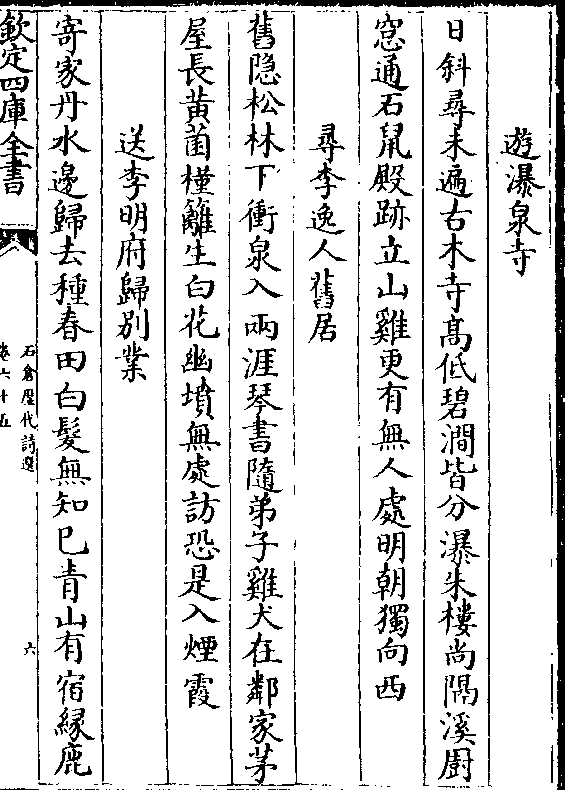 遊瀑泉寺
日斜尋未遍古木寺高低碧澗皆分瀑朱樓尚隔溪廚
窓通石鼠殿跡立山雞更有無人處明朝獨向西
尋李逸人舊居
舊隐松林下衝泉入兩涯琴書隨弟子雞犬在鄰家茅
屋長黄菌槿籬生白花幽墳無處訪恐是入煙霞
送李明府歸别業
寄家丹水邊歸去種春田白髪無知已青山有宿縁鹿
欽定四庫全書
石倉歴代詩選
卷六十五
六